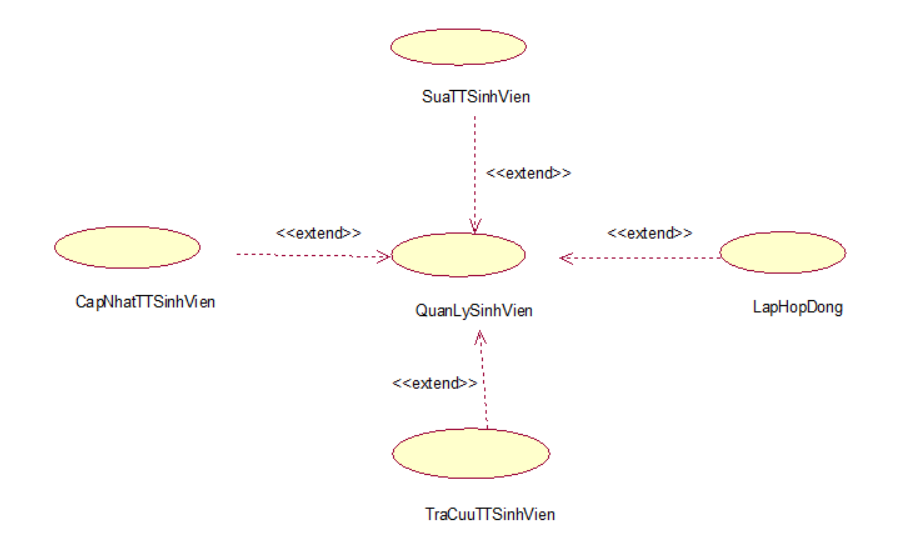 SuaTTSinhVien
<<extend>>
<<extend>>
<<extend>>
CapNhatTTSinhVien
QuanLySinhVien
LapHopDong
<<extend>>
TraCuuTTSinhVien